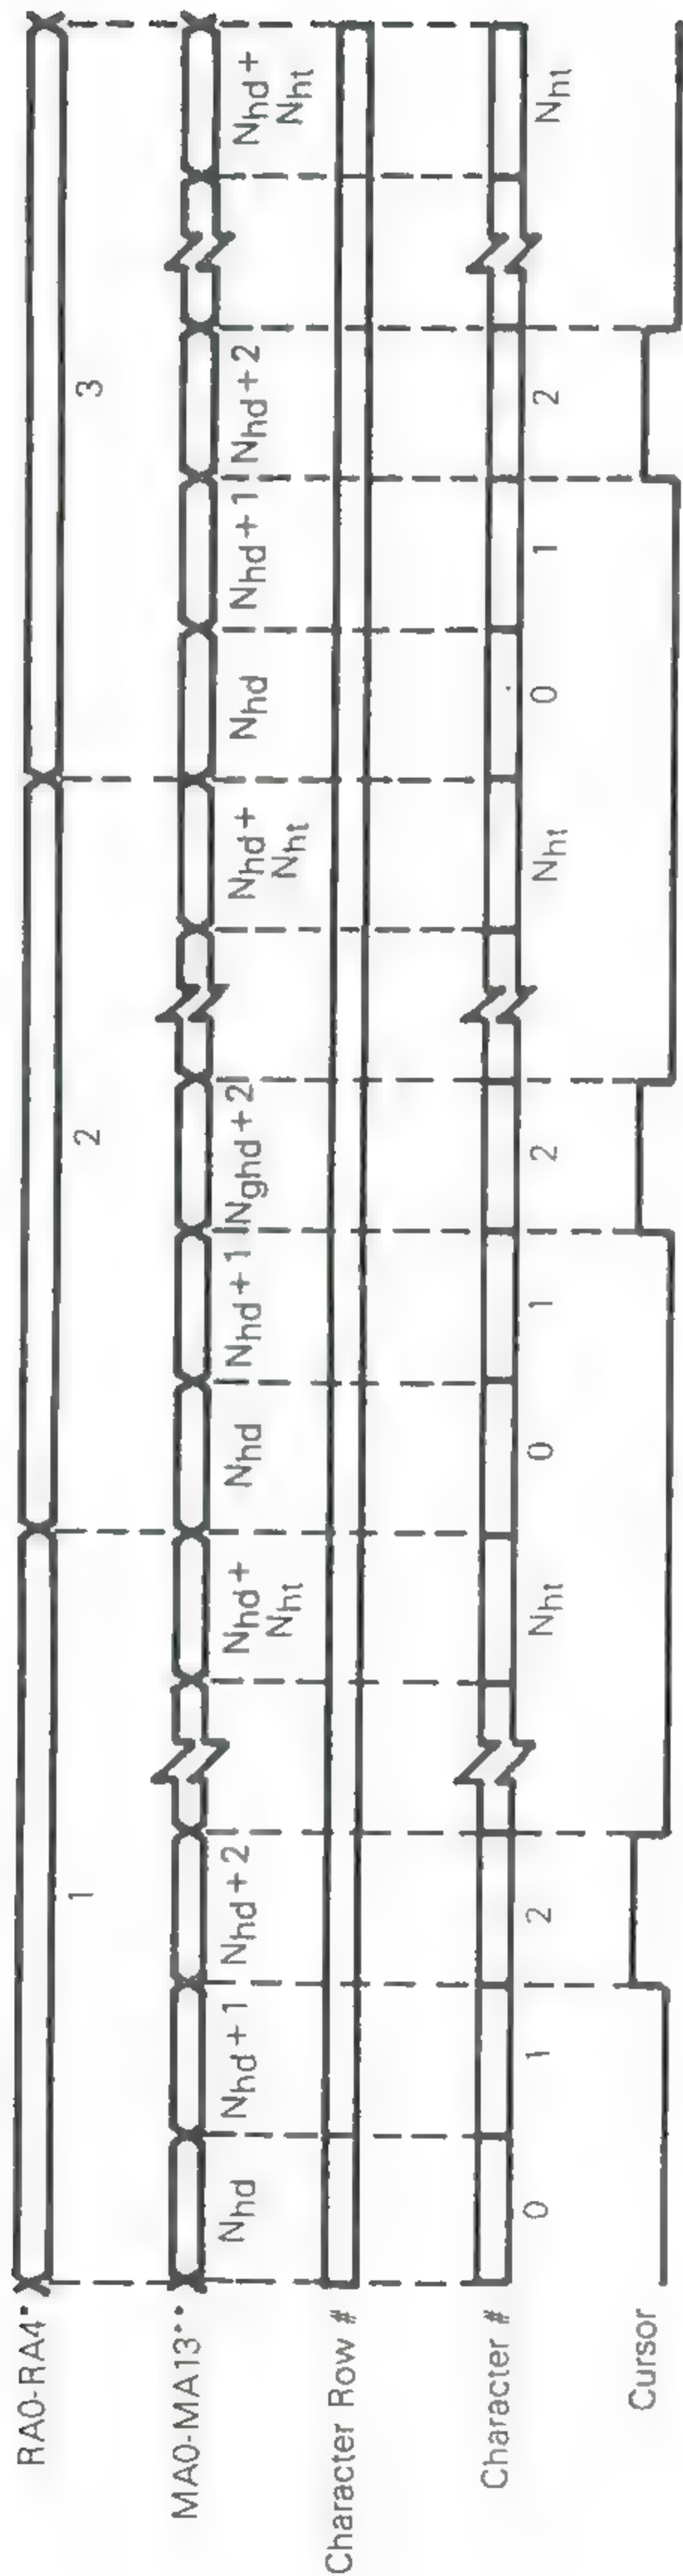 RA0-RA4*
1
2
3
MA0-MA13**
Nhd
Nhd+1
Nhd+2
Nhd+
Nht
Nhd
Nhd+1
Nghd+2
Nhd+
Nht
Nhd
Nhd+1
Nhd+2
Nhd+
Nht
Character Row #
Character #
0
1
2
Nht
0
1
2
Nht
0
1
2
Nht
Cursor